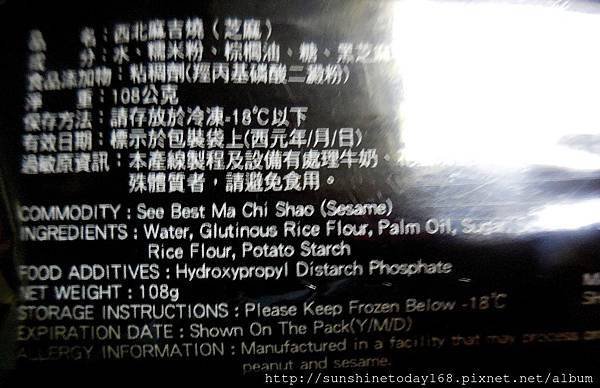 品 名：西北麻吉燒（芝麻）
成 分：水、糯米粉、棕櫚油、糖、黑芝麻
食品添加物：粘稠劑(羥丙基磷酸二澱粉)
淨 重：108公克
保存方法：請存放於冷凍-18℃以下
有效日期：標示於包裝袋上(西元年/月/日)
過敏原資訊：本產線製程及設備有處理牛奶、
殊體質者，請避免食用。
COMMODITY : See Best Ma Chi Shao (Sesame)
INGREDIENTS : Water, Glutinous Rice Flour, Palm Oil, Sugar,
Rice Flour, Potato Starch
FOOD ADDITIVES : Hydroxypropyl Distarch Phosphate
NET WEIGHT : 108g
STORAGE INSTRUCTIONS : Please Keep Frozen Below -18℃
EXPIRATION DATE : Shown On The Pack(Y/M/D)
ALLERGY INFORMATION : Manufactured in a facility that may process
peanut and sesame.
http://sunshinetoday168.pixnet.net/album